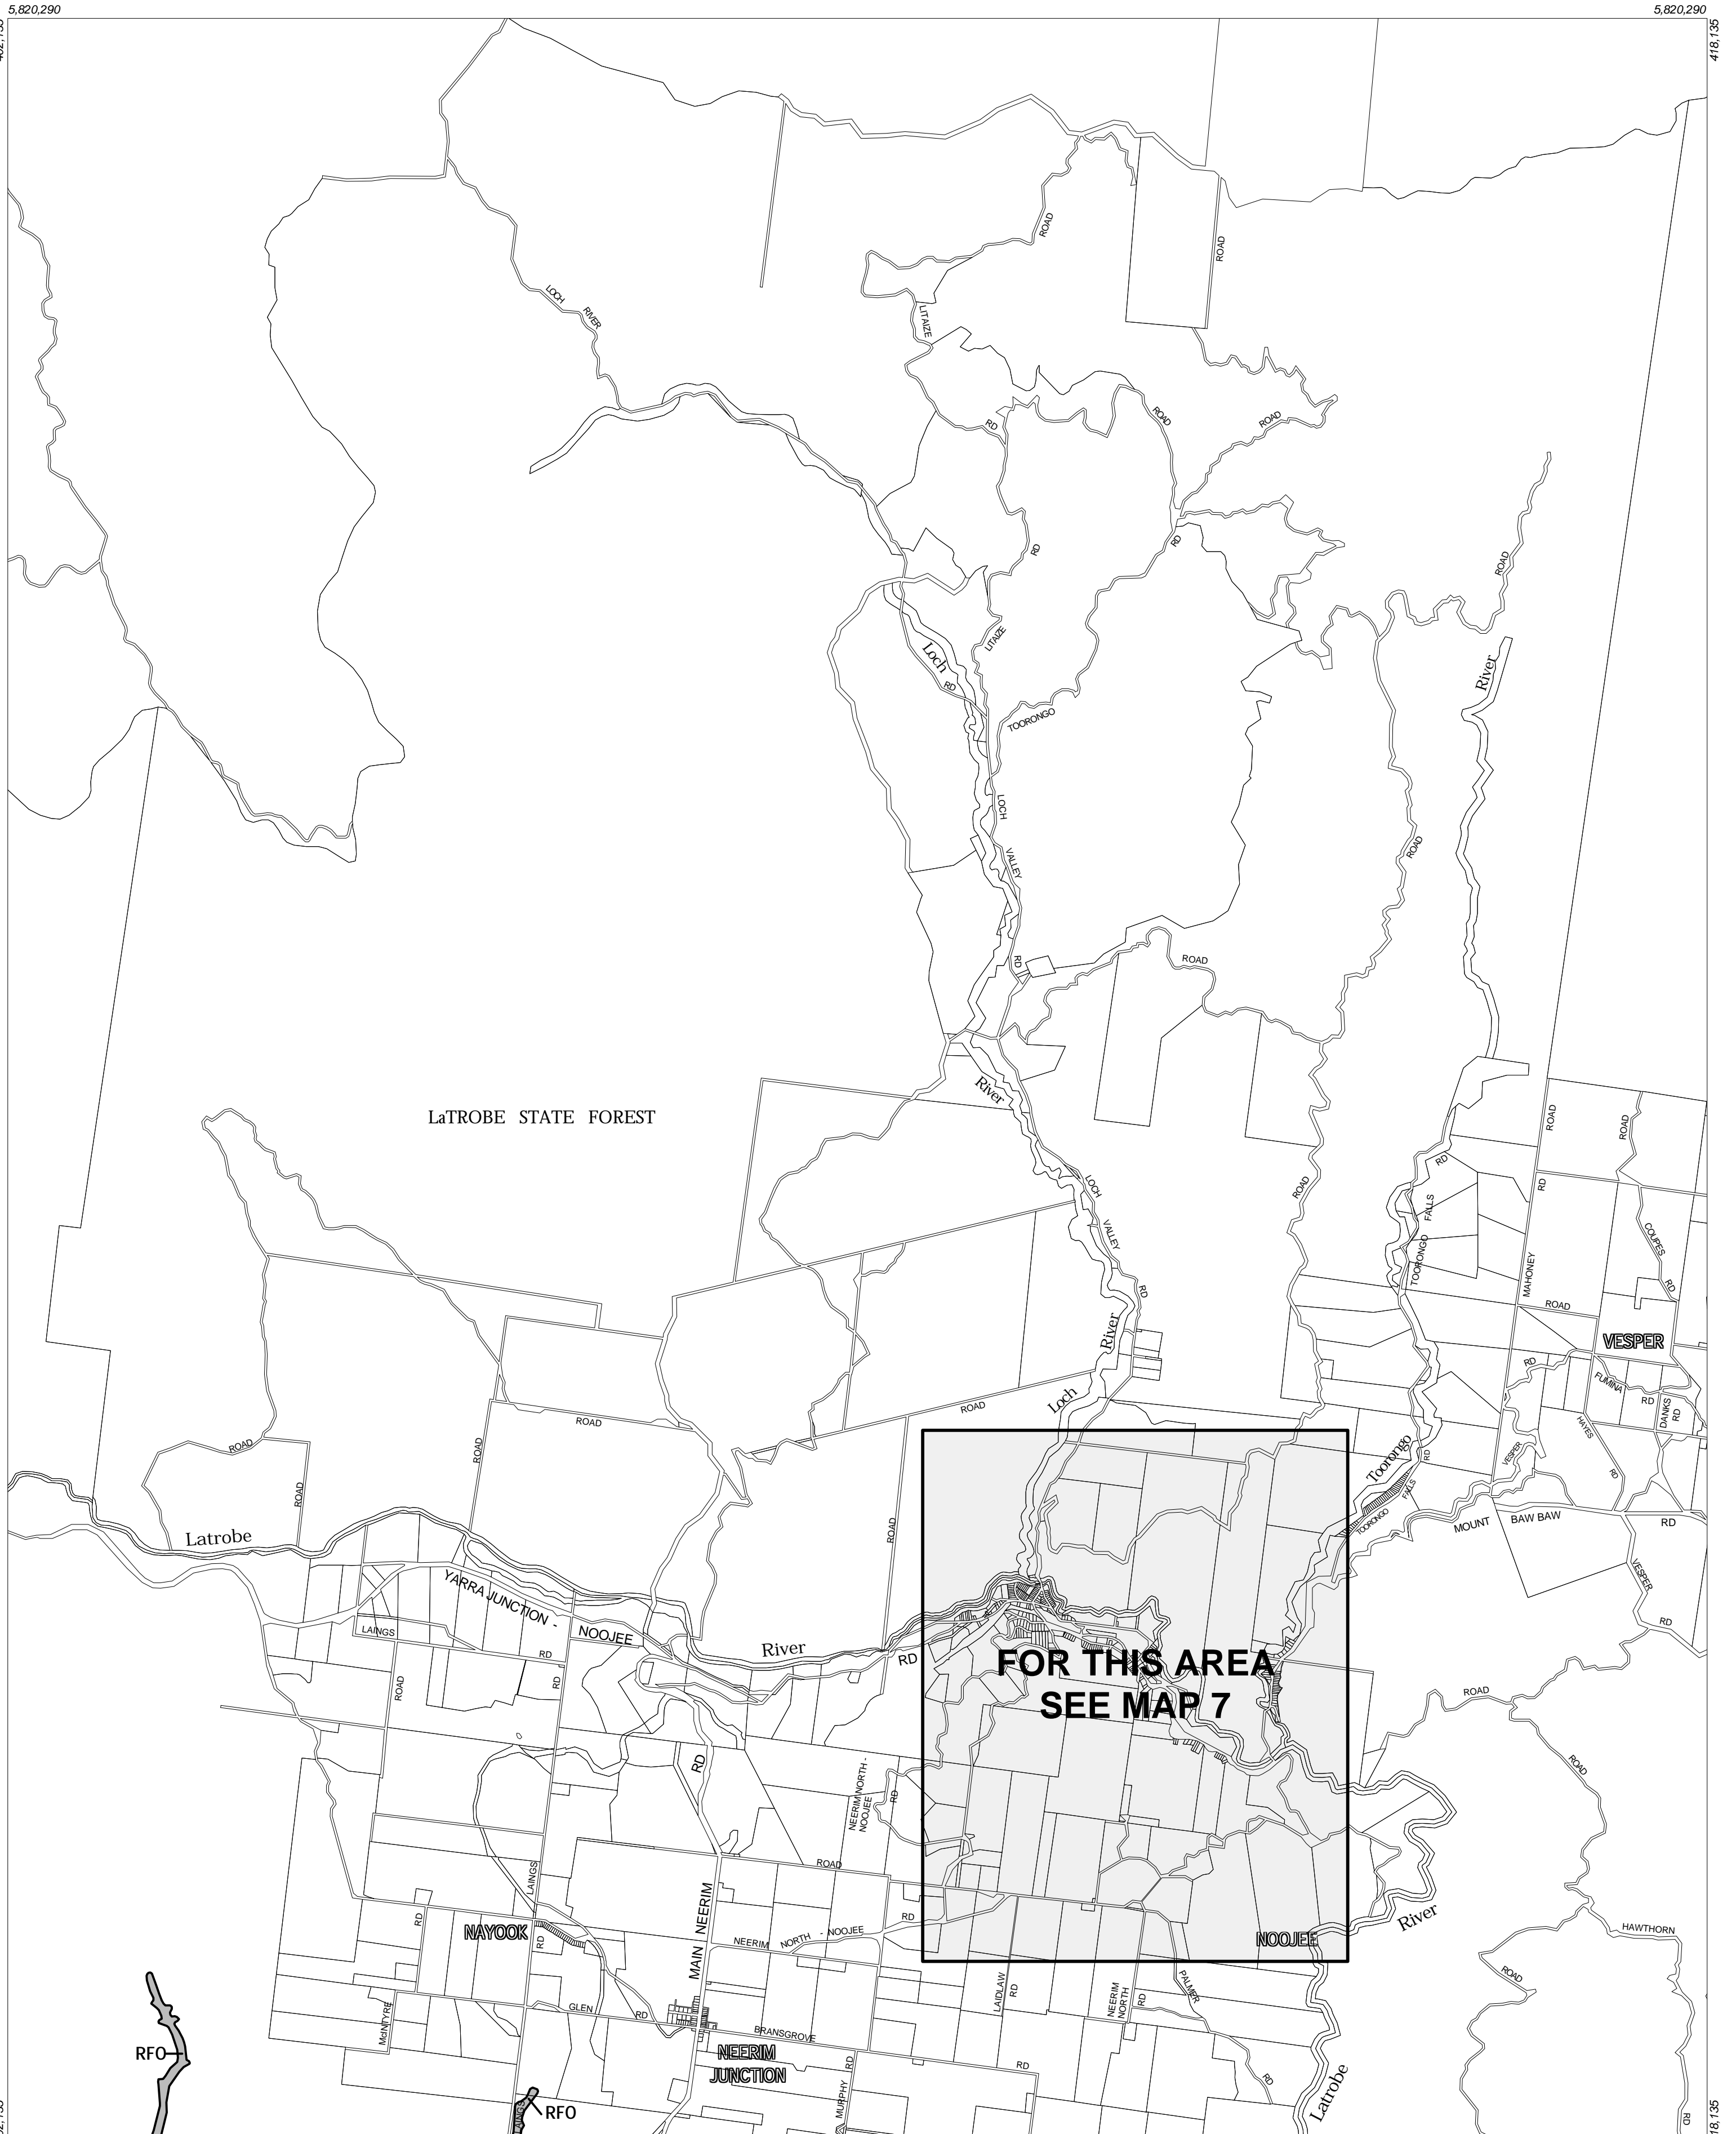 5,820,290
5,820,290
418,135
ROAD
ROAD
LOCH
RIVER
LITAIZE
ROAD
ROAD
RD
RD
RD
ROAD
LITAIZE
Loch
RD
River
TOORONGO
LOCH
VALLEY
ROAD
RD
ROAD
River
LaTROBE STATE FOREST
ROAD
ROAD
RD
LOCH
ROAD
RD
FALLS
VALLEY
COUPES
TOORONGO
MAHONEY
RD
RD
ROAD
River
VESPER
RD
FUMINA
Loch
RD
ROAD
DANKS
RD
ROAD
HAYES
ROAD
ROAD
Toorongo
RD
VESPER
RD
FALLS
ROAD
TOORONGO
MOUNT
BAW BAW
RD
Latrobe
ROAD
YARRA JUNCTION -
NOOJEE
VESPER
LAINGS
RD
River
RD
RD
FOR THIS AREA
SEE MAP 7
RD
ROAD
ROAD
RD
NEERIM NORTH -
NOOJEE
RD
ROAD
ROAD
LAINGS
MAIN NEERIM
RD
RD
NAYOOK
RD
NEERIM NORTH - NOOJEE
NOOJEE
River
HAWTHORN
ROAD
LAIDLAW
RD
NEERIM
NORTH
RD
PALMER
GLEN
RD
McINTYRE
BRANSGROVE
RFO
NEERIM
JUNCTION
RD
RD
RD
MURPHY
Latrobe
RFO
RD